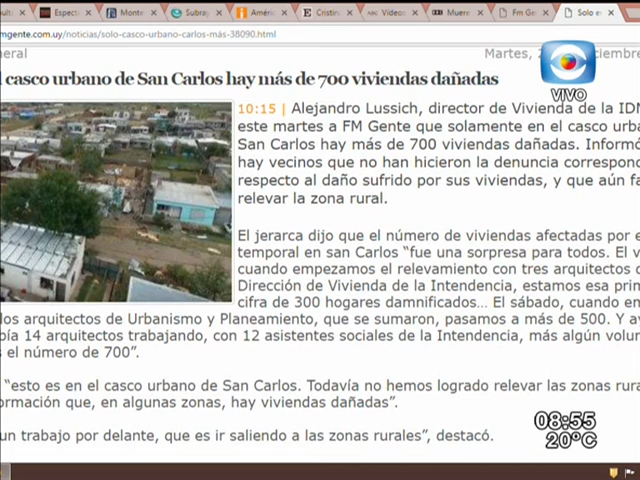 Espect
Monte
Subraj
Améric
Cristin
Vídeos
Muere
Fm Ge
Solo e
mgente.com.uy/noticias/solo-casco-urbano-carlos-más-38090.html
neral
Martes, 2
ciembre
l casco urbano de San Carlos hay más de 700 viviendas dañadas
VIVO
10:15 | Alejandro Lussich, director de Vivienda de la IDM
este martes a FM Gente que solamente en el casco urba
San Carlos hay más de 700 viviendas dañadas. Informó
hay vecinos que no han hicieron la denuncia correspon
respecto al daño sufrido por sus viviendas, y que aún fa
relevar la zona rural.
El jerarca dijo que el número de viviendas afectadas por e
temporal en san Carlos “fue una sorpresa para todos. El v
cuando empezamos el relevamiento con tres arquitectos d
Dirección de Vivienda de la Intendencia, estamos esa prim
cifra de 300 hogares damnificados… El sábado, cuando en
los arquitectos de Urbanismo y Planeamiento, que se sumaron, pasamos a más de 500. Y ay
bía 14 arquitectos trabajando, con 12 asistentes sociales de la Intendencia, más algún volun
s el número de 700”.
“esto es en el casco urbano de San Carlos. Todavía no hemos logrado relevar las zonas rura
ormación que, en algunas zonas, hay viviendas dañadas”.
un trabajo por delante, que es ir saliendo a las zonas rurales”, destacó.
08:55
20°C